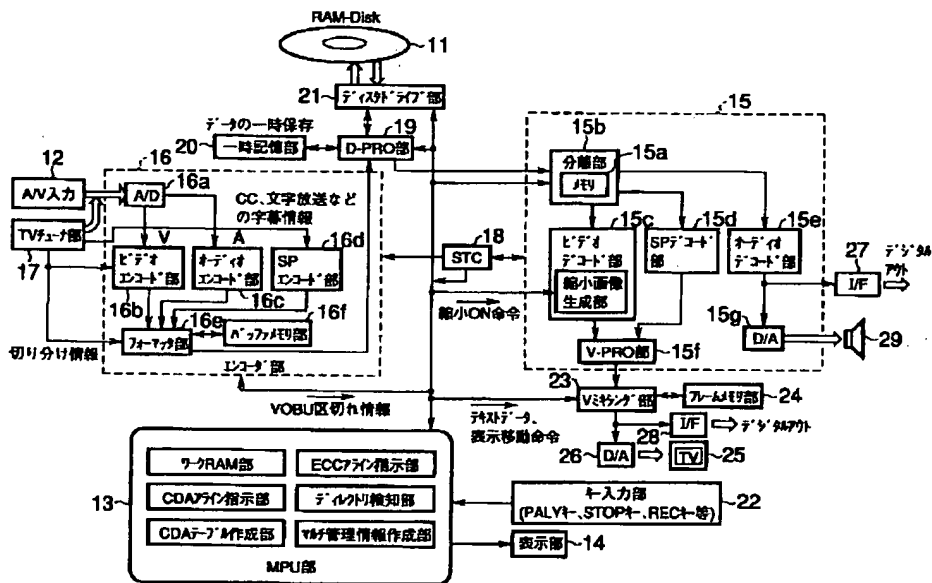 RAM-Disk
11
21
ディスクドライブ部
データの一時保存
19
20
一時記憶部
D-PRO部
12
16
A/V入力
A/D
16a
TVチューナ部
17
CC、文字放送など
の字幕情報
V
A
16d
ビデオ
エンコード部
オーディオ
エンコード部
SP
エンコード部
16b
16c
16e
16f
フォーマッタ部
バッファメモリ部
切り分け情報
エンコーダ部
VOBU区切れ情報
18
STC
縮小ON命令
15
15b
分離部
15a
メモリ
15c
15d
15e
ビデオ
デコード部
SPデコード部
オーディオ
デコード部
縮小画像
生成部
27
デジタル
アウト
I/F
15g
D/A
29
V-PRO部
15f
23
Vミキシング部
フレームメモリ部
24
テキストデータ、
表示移動命令
28
I/F
デジタルアウト
26
D/A
TV
25
13
ワークRAM部
ECCアライン指示部
CDAアライン指示部
ディレクトリ検知部
CDAテーブル作成部
マルチ管理情報作成部
MPU部
キー入力部
(PALYキー、STOPキー、RECキー等)
22
表示部
14